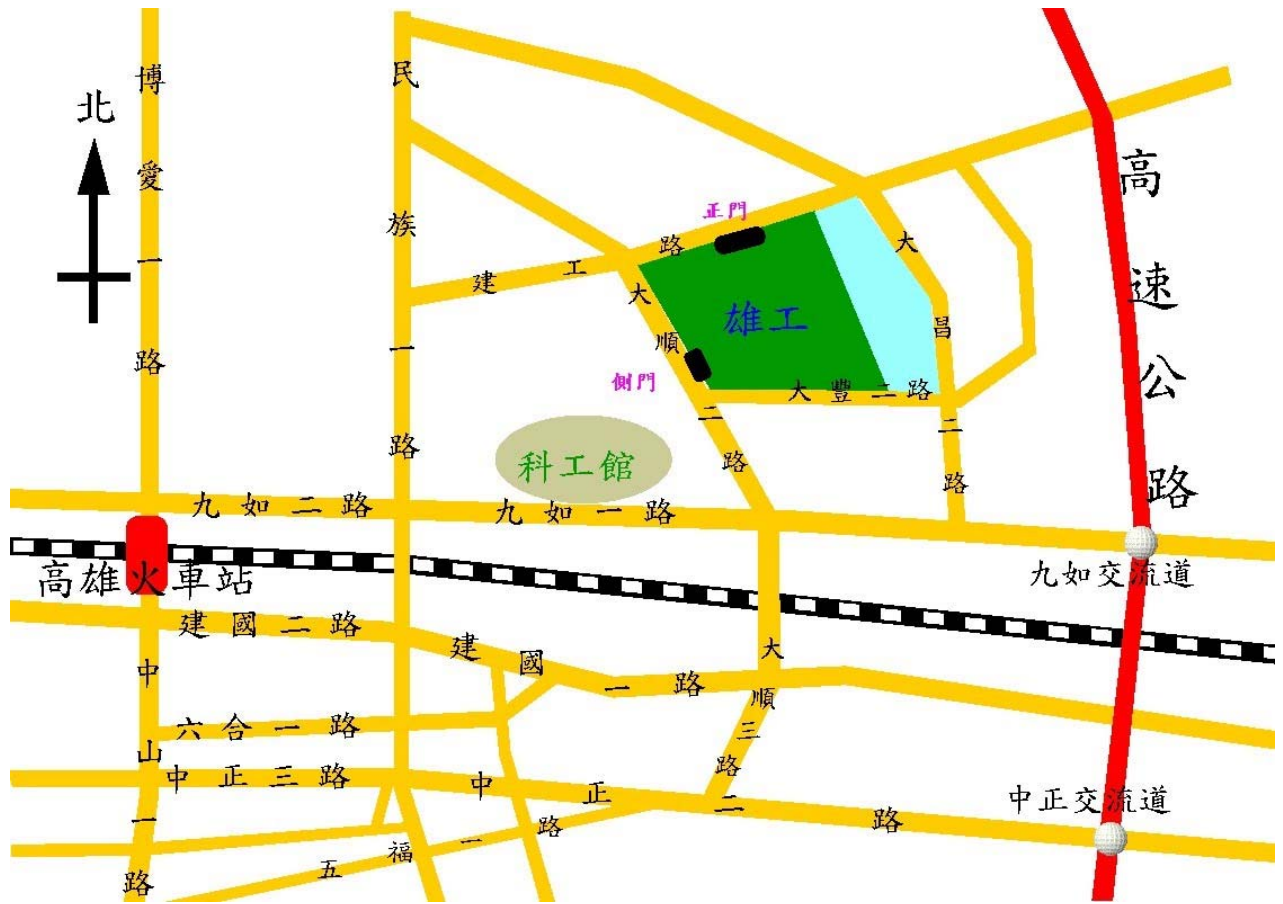 北
博愛一路
民族一路
高速公路
正門
建工路
大順二路
大昌二路
雄工
側門
大豐二路
科工館
九如二路
九如一路
高雄火車站
九如交流道
建國二路
建國一路
大順三路
中山一路
六合一路
中正三路
中正二路
中正交流道
五福一路